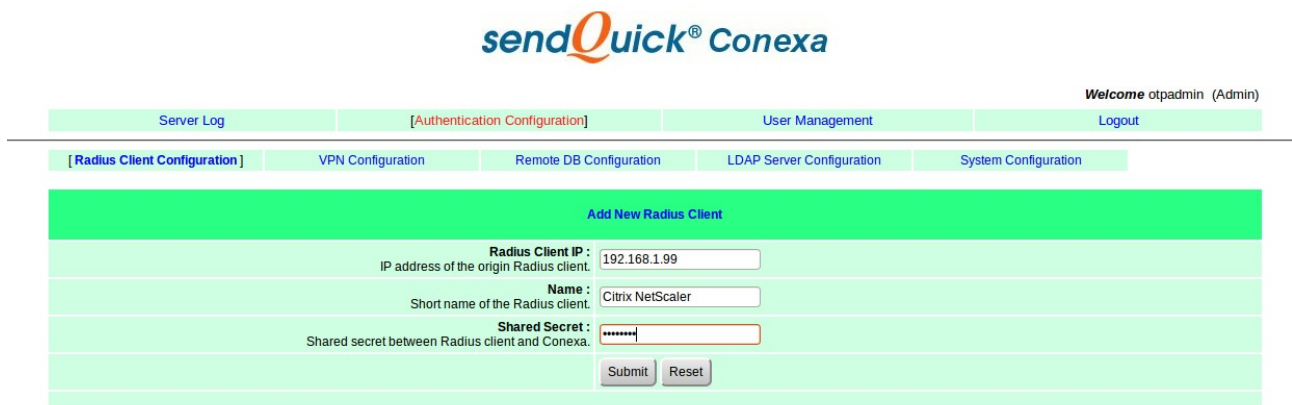 sendQuick® Conexa
Welcome otpadmin (Admin)
Server Log [Authentication Configuration] User Management Logout
[ Radius Client Configuration ] VPN Configuration Remote DB Configuration LDAP Server Configuration System Configuration
Add New Radius Client
Radius Client IP : 192.168.1.99
IP address of the origin Radius client.
Name : Citrix NetScaler
Short name of the Radius client.
Shared Secret : ••••••••
Shared secret between Radius client and Conexa.
Submit Reset